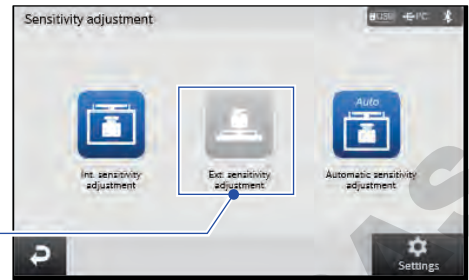 Sensitivity adjustment
USB PC
Auto
Int. sensitivity
adjustment
Ext. sensitivity
adjustment
Automatic sensitivity
adjustment
Settings